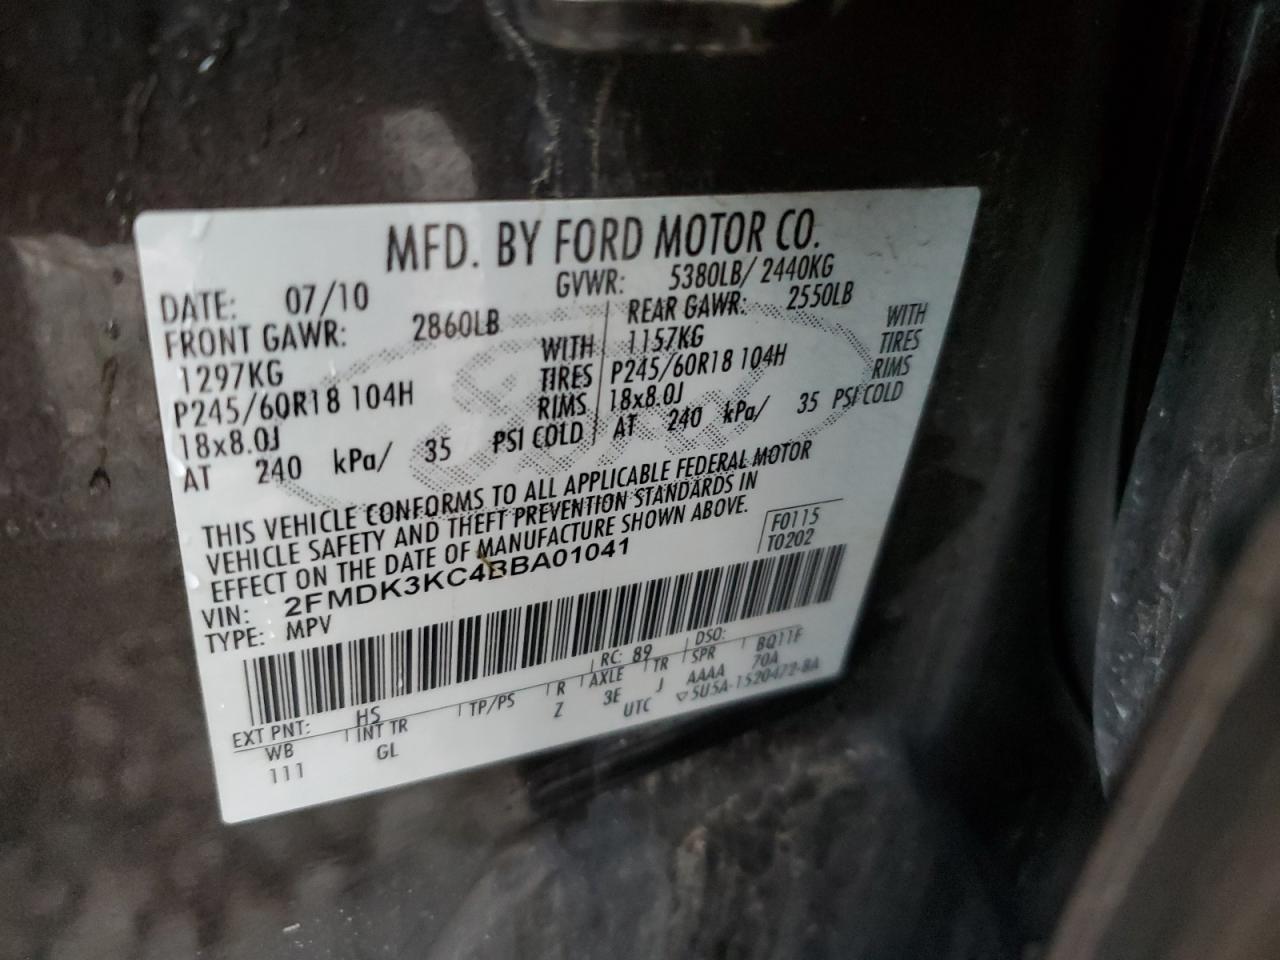 MFD. BY FORD MOTOR CO.
DATE: 07/10 GVWR: 5380LB/ 2440KG
FRONT GAWR: 2860LB REAR GAWR: 2550LB
1297KG WITH 1157KG WITH
P245/60R18 104H TIRES P245/60R18 104H TIRES
18x8.0J RIMS 18x8.0J RIMS
AT 240 kPa/ 35 PSI COLD AT 240 kPa/ 35 PSI COLD
THIS VEHICLE CONFORMS TO ALL APPLICABLE FEDERAL MOTOR
VEHICLE SAFETY AND THEFT PREVENTION STANDARDS IN
EFFECT ON THE DATE OF MANUFACTURE SHOWN ABOVE.
F0115
T0202
VIN: 2FMDK3KC4BBA01041
TYPE: MPV
EXT PNT: HS RC: 89 DSO: BQ11F
WB INT TR TP/PS R AXLE TR SPR
111 GL Z 3E J AAAA 70A
UTC ▽5U5A-1520472-BA